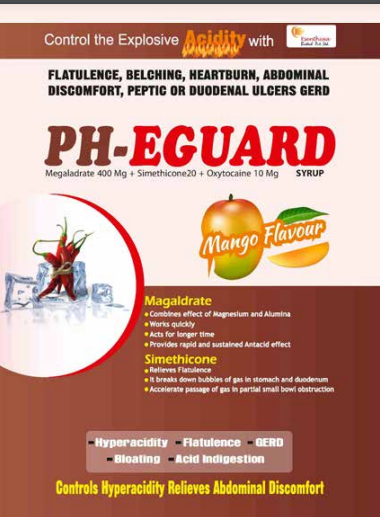 Control the Explosive Acidity with
FLATULENCE, BELCHING, HEARTBURN, ABDOMINAL
DISCOMFORT, PEPTIC OR DUODENAL ULCERS GERD
PH-EGUARD
Megaladrate 400 Mg + Simethicone20 + Oxytocaine 10 Mg SYRUP
Mango Flavour
Magaldrate
Combines effect of Magnesium and Alumina
Works quickly
Acts for longer time
Provides rapid and sustained Antacid effect
Simethicone
Relieves Flatulence
It breaks down bubbles of gas in stomach and duodenum
Accelerate passage of gas in partial small bowl obstruction
-Hyperacidity -Flatulence -GERD
-Bloating -Acid Indigestion
Controls Hyperacidity Relieves Abdominal Discomfort